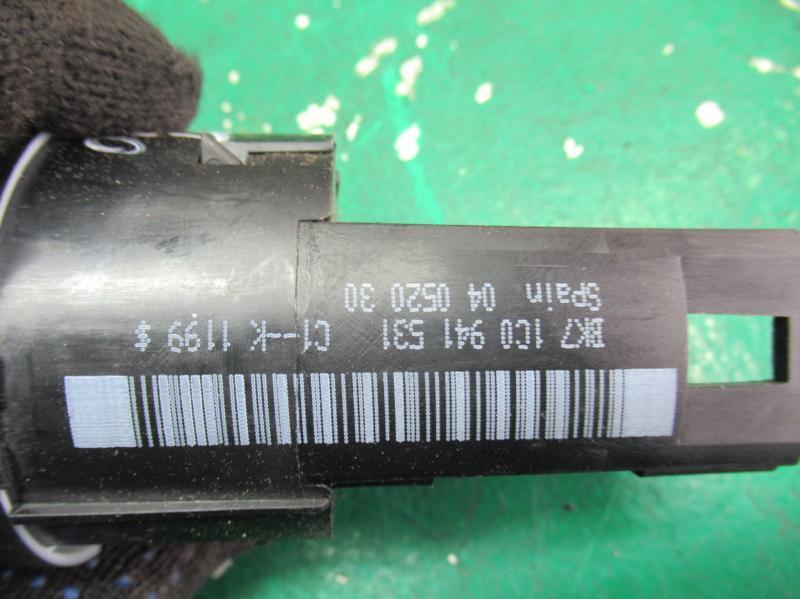 BK7 1C0 941 531 C1--K 1199 $
SPain 04 0520 30